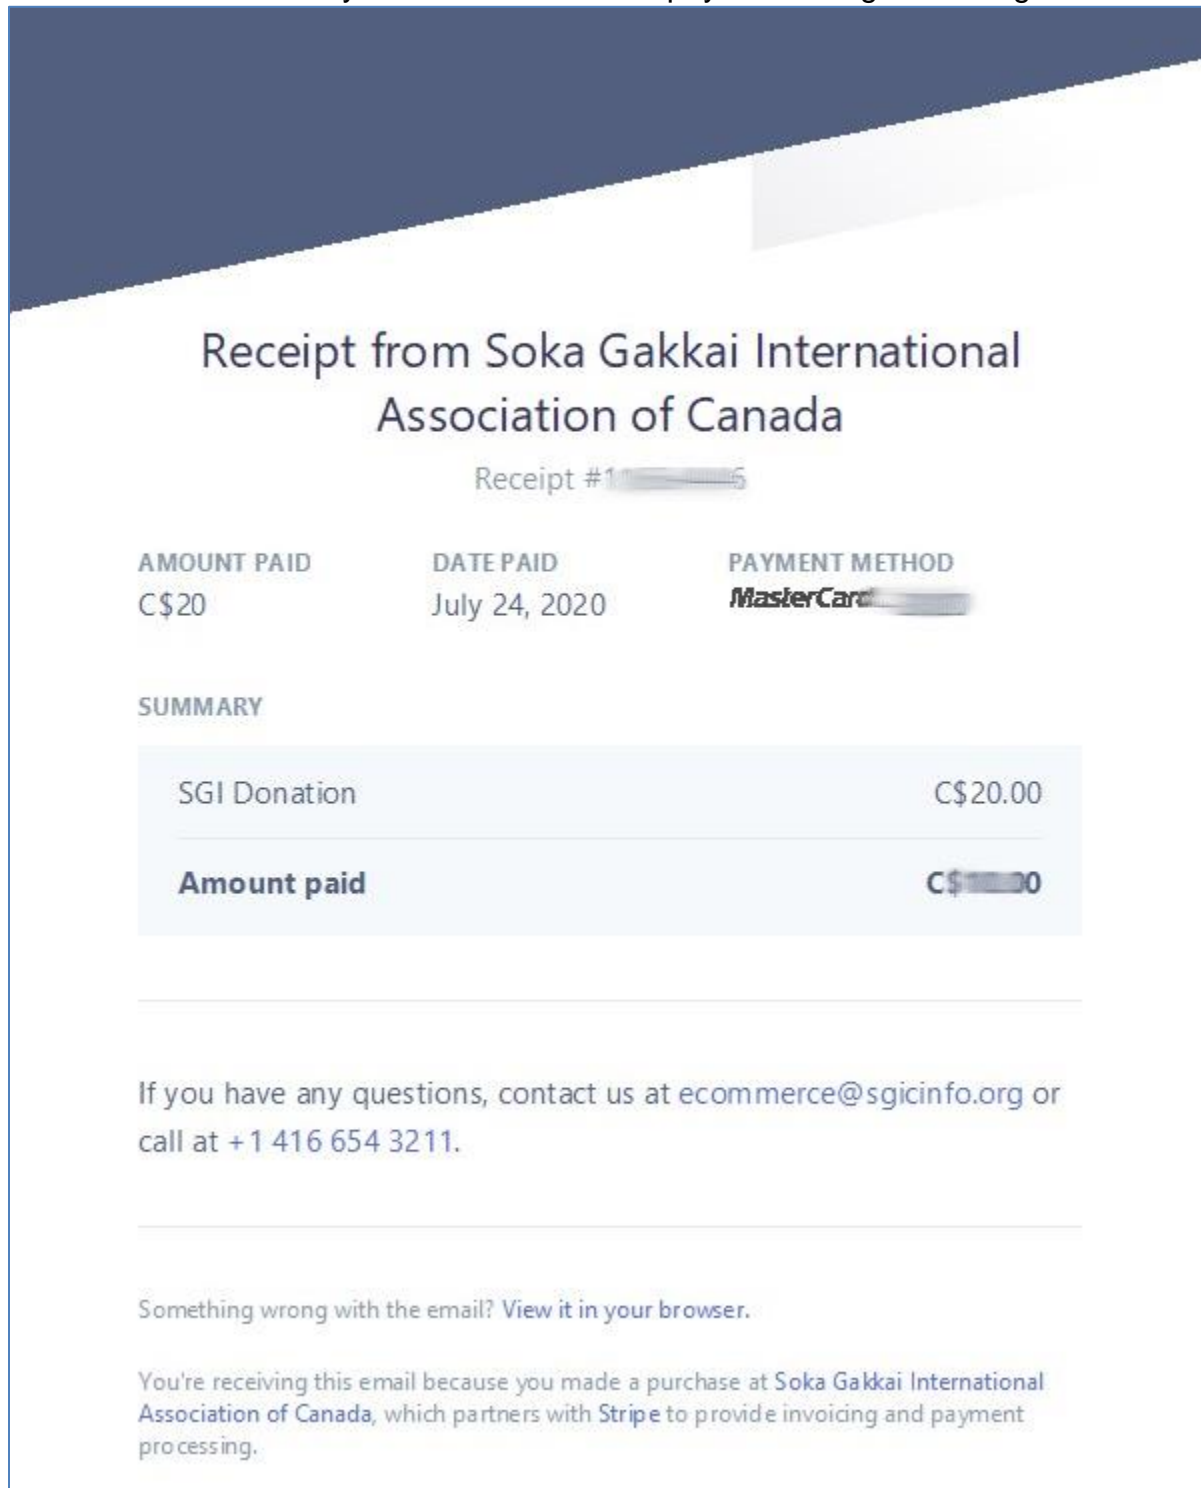 Receipt from Soka Gakkai International
Association of Canada
Receipt #
AMOUNT PAID DATE PAID PAYMENT METHOD
C$20 July 24, 2020 MasterCard
SUMMARY
SGI Donation C$20.00
Amount paid
If you have any questions, contact us at ecommerce@sgicinfo.org or
call at +1 416 654 3211.
Something wrong with the email? View it in your browser.
You're receiving this email because you made a purchase at Soka Gakkai International
Association of Canada, which partners with Stripe to provide invoicing and payment
processing.